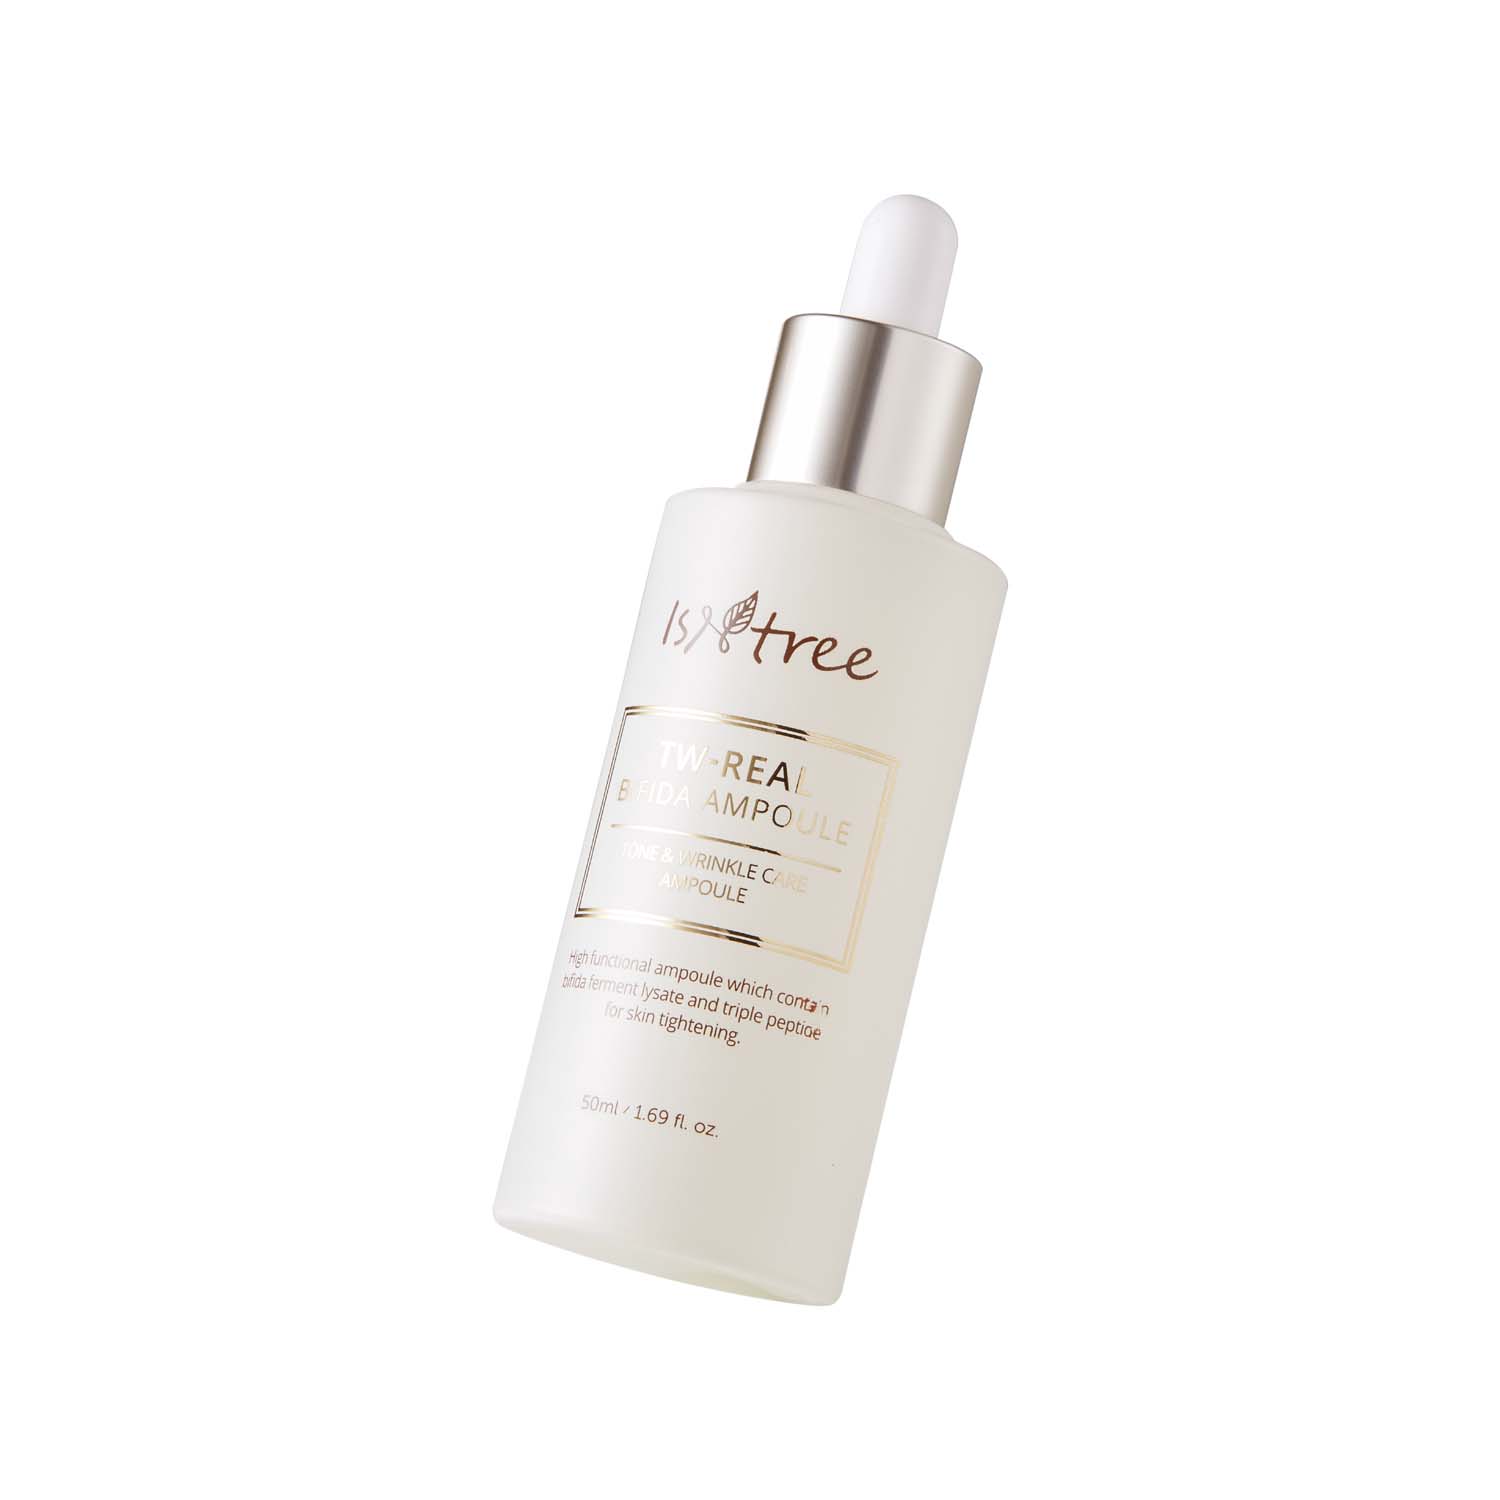 IsNtree
TW-REAL
BIFIDA AMPOULE
TONE & WRINKLE CARE
AMPOULE
High functional ampoule which contain
bifida ferment lysate and triple peptide
for skin tightening.
50ml / 1.69 fl. oz.